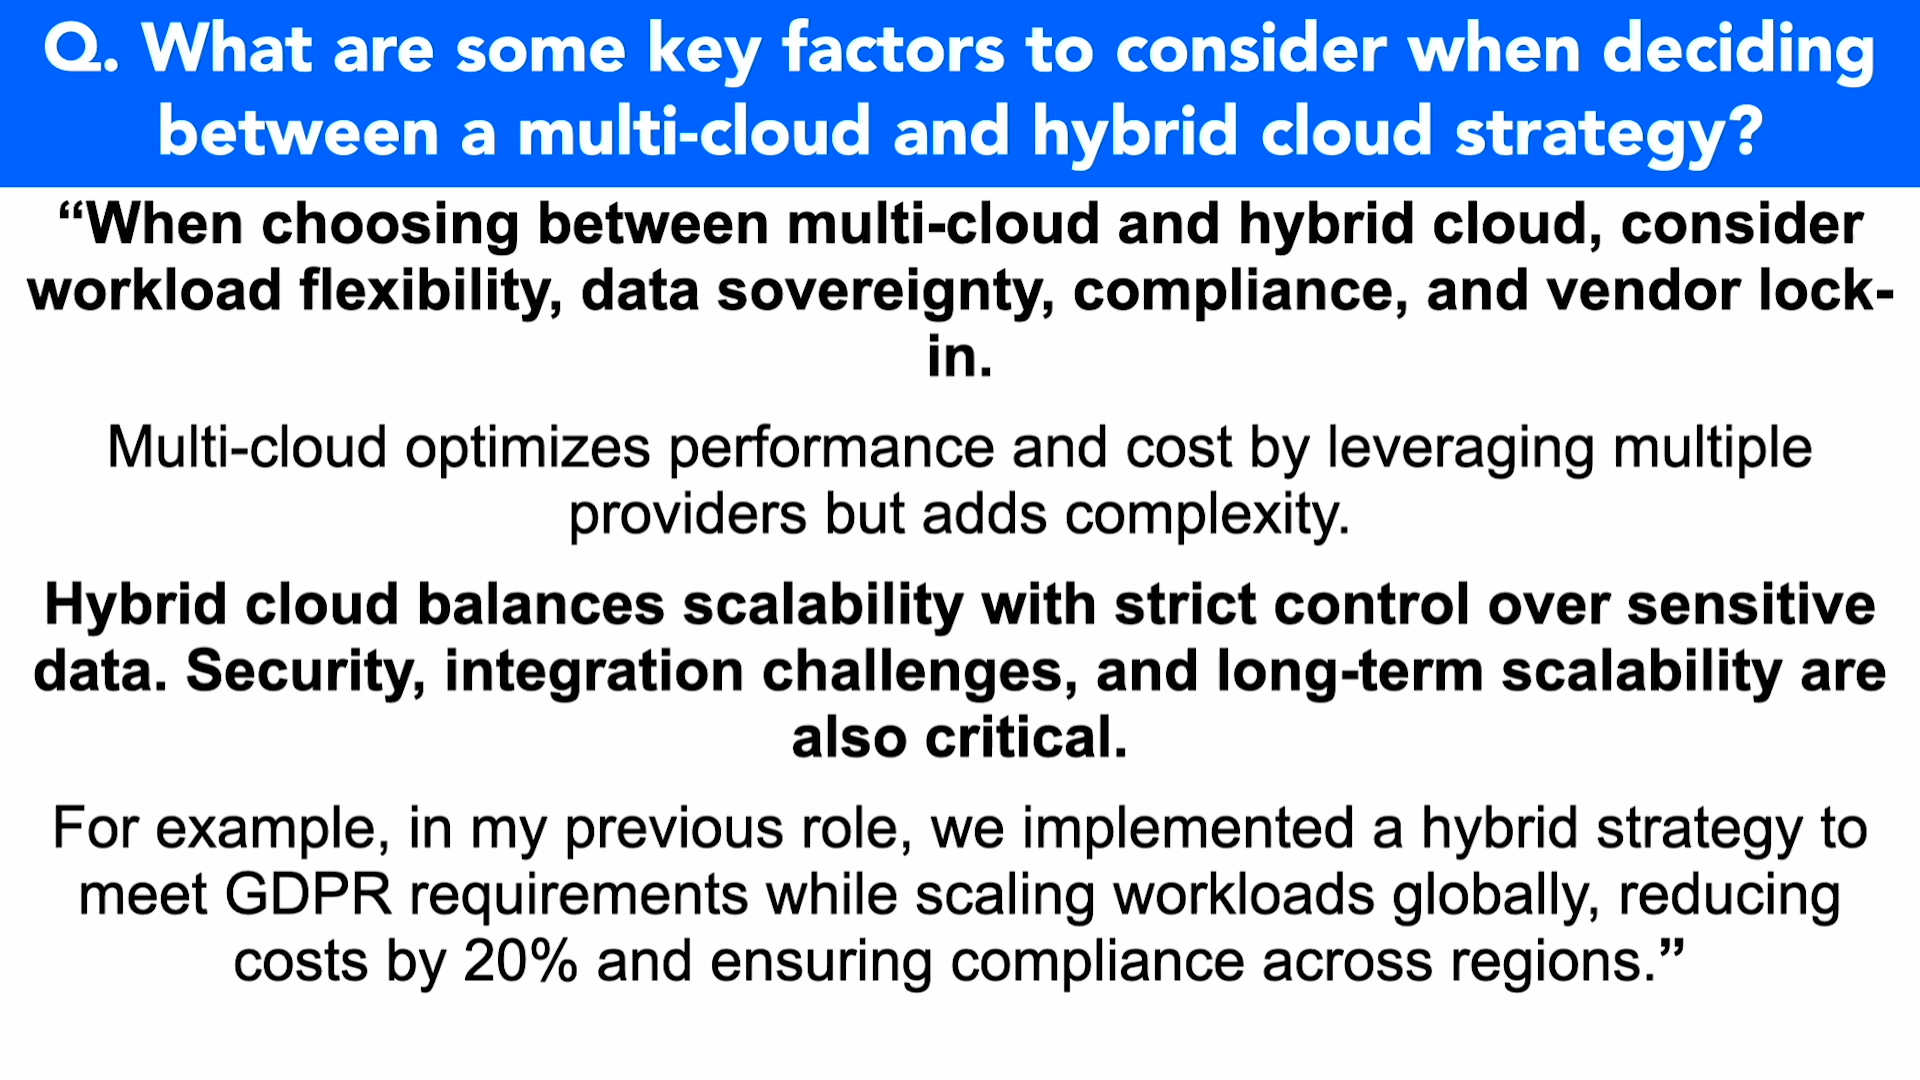 Q. What are some key factors to consider when deciding
between a multi-cloud and hybrid cloud strategy?
“When choosing between multi-cloud and hybrid cloud, consider
workload flexibility, data sovereignty, compliance, and vendor lock-
in.
Multi-cloud optimizes performance and cost by leveraging multiple
providers but adds complexity.
Hybrid cloud balances scalability with strict control over sensitive
data. Security, integration challenges, and long-term scalability are
also critical.
For example, in my previous role, we implemented a hybrid strategy to
meet GDPR requirements while scaling workloads globally, reducing
costs by 20% and ensuring compliance across regions.”